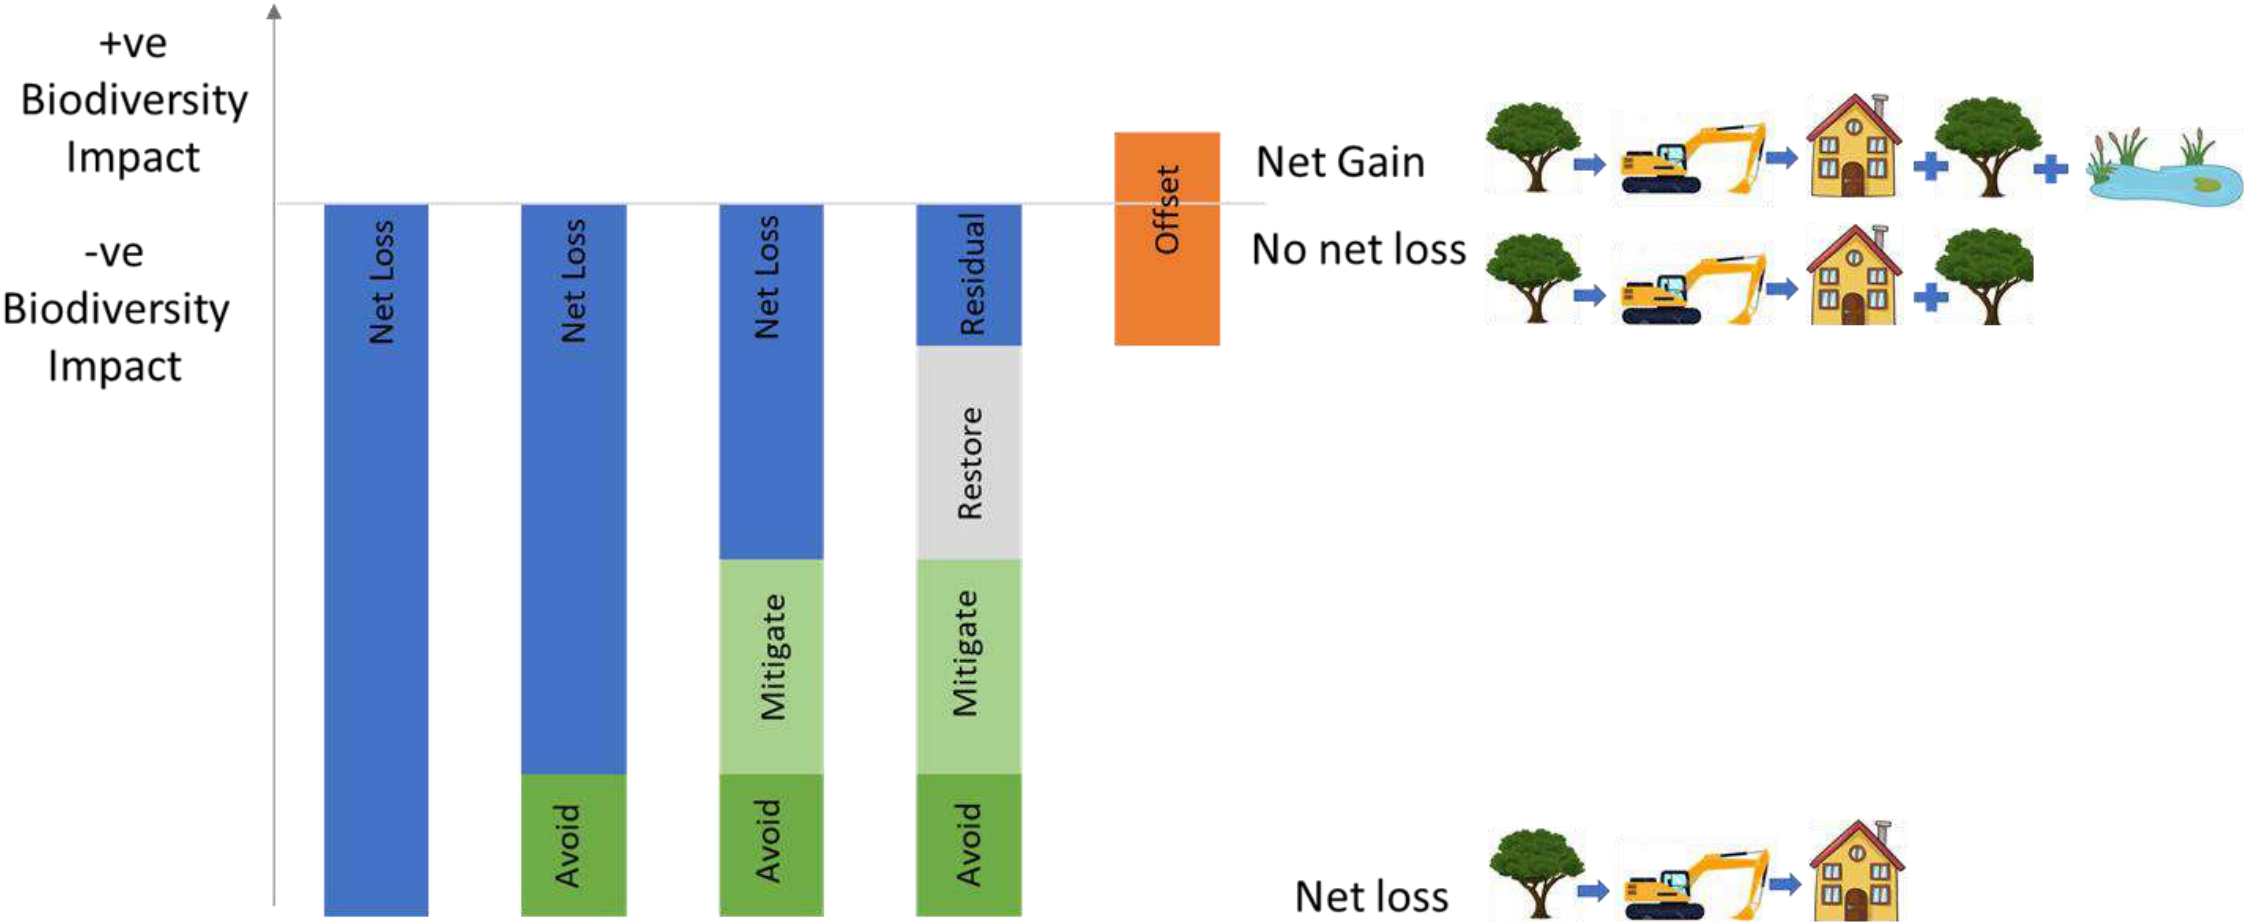 +ve
Biodiversity
Impact
-ve
Biodiversity
Impact
Net Loss
Net Loss
Avoid
Net Loss
Mitigate
Avoid
Residual
Restore
Mitigate
Avoid
Offset
Net Gain
No net loss
Net loss